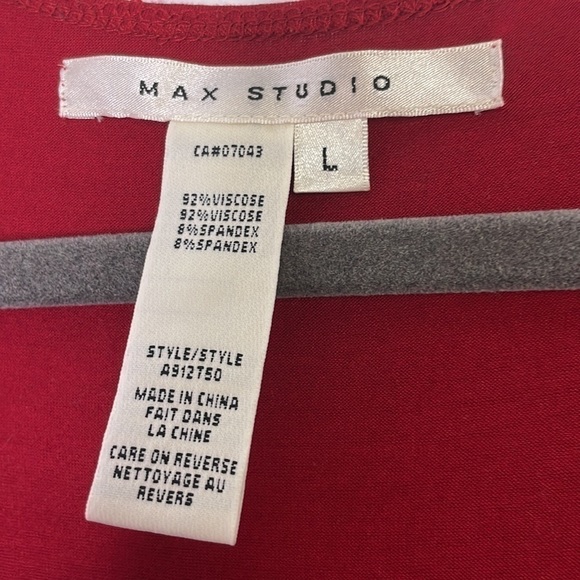 MAX STUDIO
L
CA#07043
92%VISCOSE
92%VISCOSE
8%SPANDEX
8%SPANDEX
STYLE/STYLE
A912T50
MADE IN CHINA
FAIT DANS
LA CHINE
CARE ON REVERSE
NETTOYAGE AU
REVERS